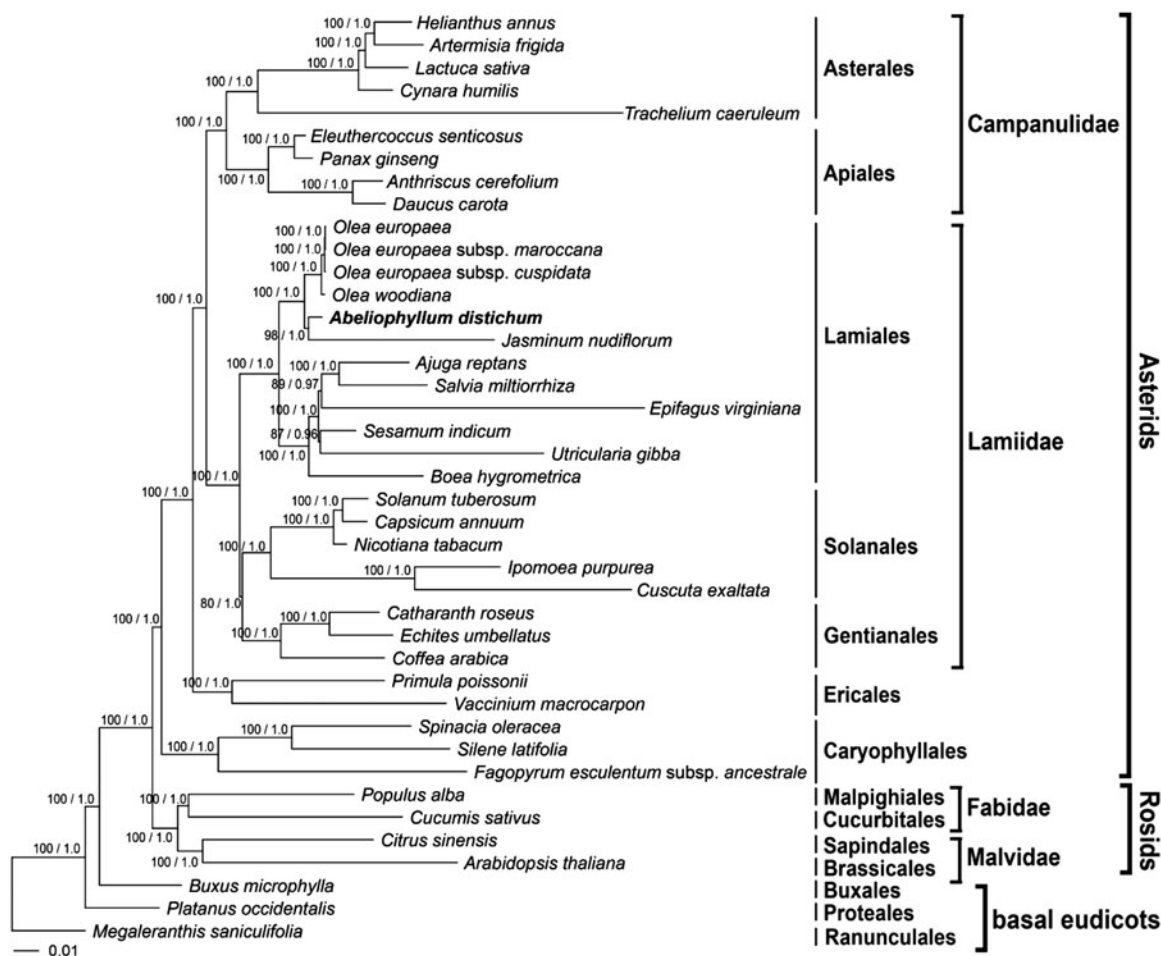 Helianthus annus
Artermisia frigida
Lactuca sativa
Cynara humilis
Trachelium caeruleum
Eleuthercoccus senticosus
Panax ginseng
Anthriscus cerefolium
Daucus carota
Olea europaea
Olea europaea subsp. maroccana
Olea europaea subsp. cuspidata
Olea woodiana
Abeliophyllum distichum
Jasminum nudiflorum
Ajuga reptans
Salvia miltiorrhiza
Epifagus virginiana
Sesamum indicum
Utricularia gibba
Boea hygrometrica
Solanum tuberosum
Capsicum annuum
Nicotiana tabacum
Ipomoea purpurea
Cuscuta exaltata
Catharanth roseus
Echites umbellatus
Coffea arabica
Primula poissonii
Vaccinium macrocarpon
Spinacia oleracea
Silene latifolia
Fagopyrum esculentum subsp. ancestrale
Populus alba
Cucumis sativus
Citrus sinensis
Arabidopsis thaliana
Buxus microphylla
Platanus occidentalis
Megaleranthis saniculifolia
100 / 1.0
100 / 1.0
100 / 1.0
100 / 1.0
100 / 1.0
100 / 1.0
100 / 1.0
100 / 1.0
100 / 1.0
100 / 1.0
100 / 1.0
100 / 1.0
100 / 1.0
98 / 1.0
100 / 1.0
100 / 1.0
89 / 0.97
100 / 1.0
87 / 0.96
100 / 1.0
100 / 1.0
100 / 1.0
100 / 1.0
100 / 1.0
100 / 1.0
80 / 1.0
100 / 1.0
100 / 1.0
100 / 1.0
100 / 1.0
100 / 1.0
100 / 1.0
100 / 1.0
100 / 1.0
100 / 1.0
100 / 1.0
100 / 1.0
100 / 1.0
0.01
Asterales
Apiales
Lamiales
Solanales
Gentianales
Ericales
Caryophyllales
Malpighiales
Cucurbitales
Sapindales
Brassicales
Buxales
Proteales
Ranunculales
Campanulidae
Lamiidae
Fabidae
Malvidae
basal eudicots
Asterids
Rosids